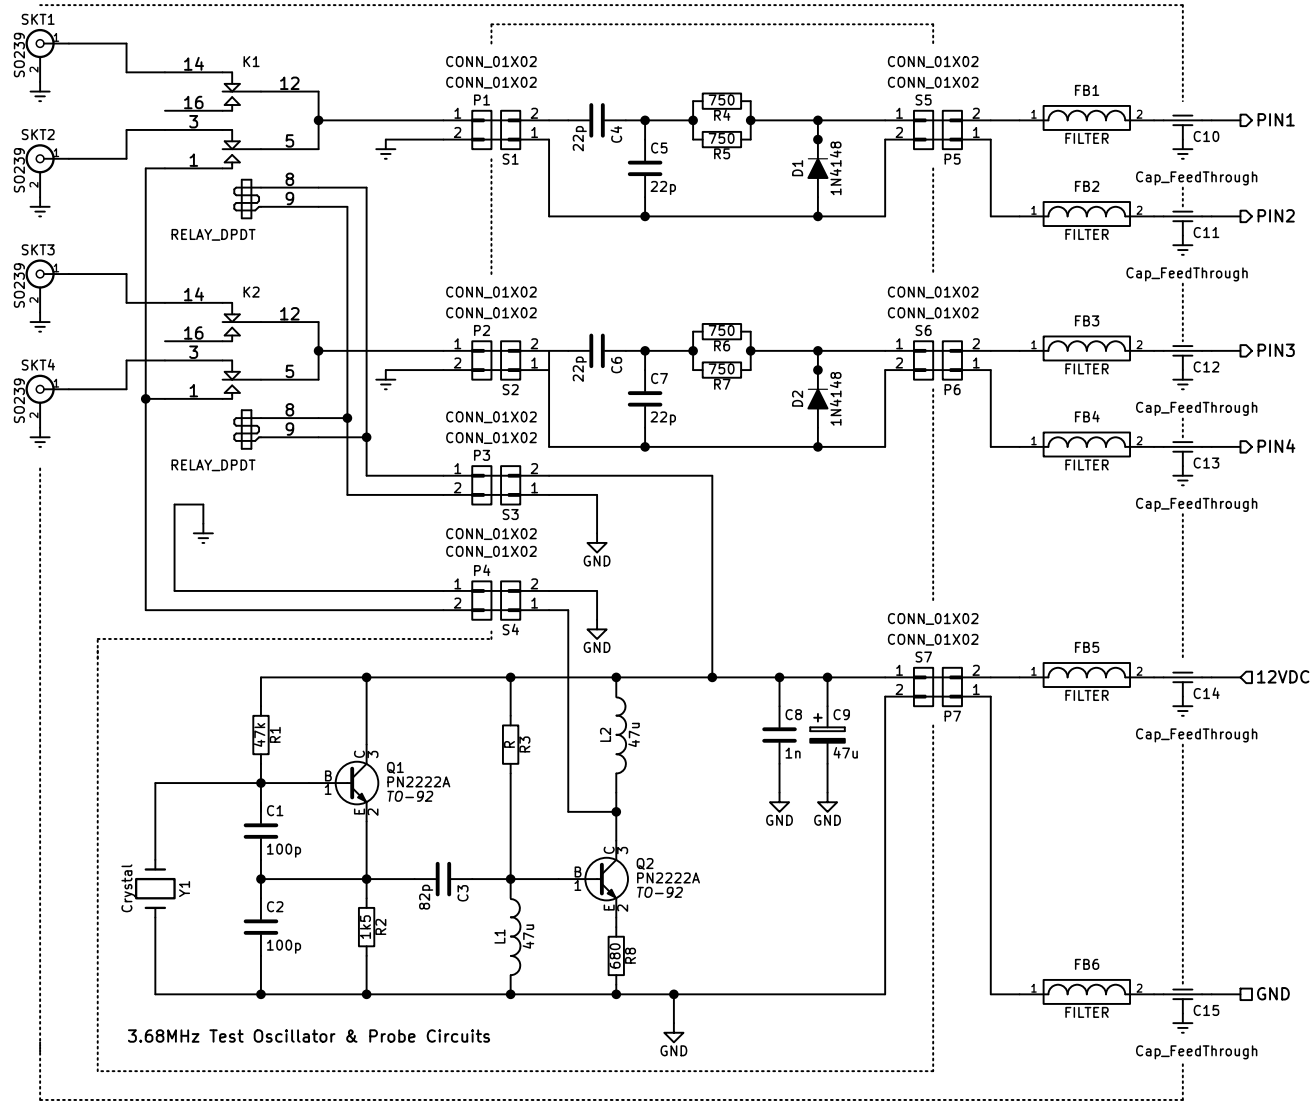 SKT1
SO239
1
2
14
K1
12
16
3
SKT2
SO239
1
2
5
1
8
9
RELAY_DPDT
SKT3
SO239
1
2
14
K2
12
16
3
SKT4
SO239
1
2
5
1
8
9
RELAY_DPDT
CONN_01X02
CONN_01X02
P1
1 2
2 1
S1
22p
C4
C5
22p
750
R4
750
R5
D1
1N4148
CONN_01X02
CONN_01X02
S5
1 2
2 1
P5
FB1
1 2
FILTER
C10
PIN1
Cap_FeedThrough
FB2
1 2
FILTER
C11
PIN2
Cap_FeedThrough
CONN_01X02
CONN_01X02
P2
1 2
2 1
S2
22p
C6
C7
22p
750
R6
750
R7
D2
1N4148
CONN_01X02
CONN_01X02
S6
1 2
2 1
P6
FB3
1 2
FILTER
C12
PIN3
Cap_FeedThrough
FB4
1 2
FILTER
C13
PIN4
Cap_FeedThrough
CONN_01X02
CONN_01X02
P3
1 2
2 1
S3
GND
CONN_01X02
CONN_01X02
P4
1 2
2 1
S4
GND
CONN_01X02
CONN_01X02
S7
1 2
2 1
P7
FB5
1 2
FILTER
C14
12VDC
Cap_FeedThrough
47k
R1
B
1
C
3
E
2
Q1
PN2222A
TO-92
C1
100p
C2
100p
Crystal
Y1
1k5
R2
82p
C3
R
R3
L1
47u
L2
47u
B
1
C
3
E
2
Q2
PN2222A
TO-92
680
R8
C8
1n
GND
+
C9
47u
GND
FB6
1 2
FILTER
C15
GND
Cap_FeedThrough
3.68MHz Test Oscillator & Probe Circuits
GND